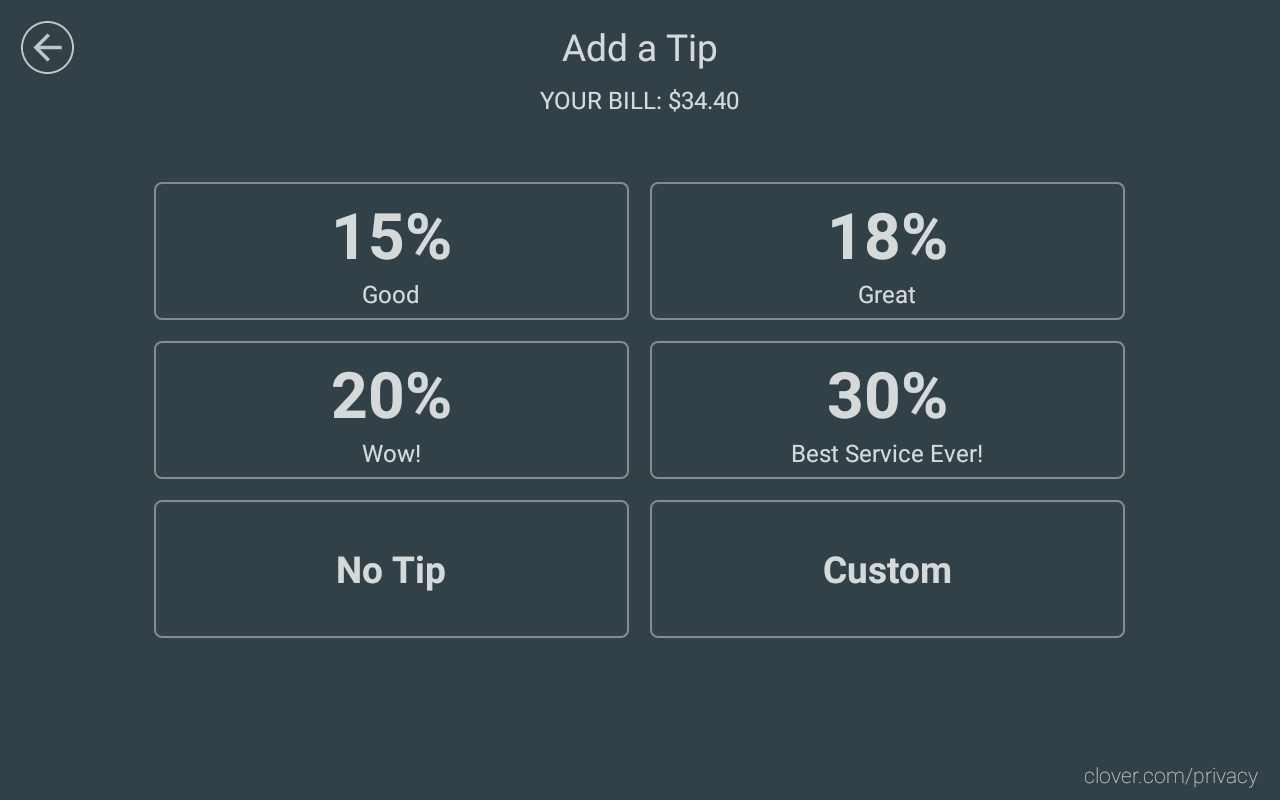 Add a Tip
YOUR BILL: $34.40
15%
Good
18%
Great
20%
Wow!
30%
Best Service Ever!
No Tip
Custom
clover.com/privacy